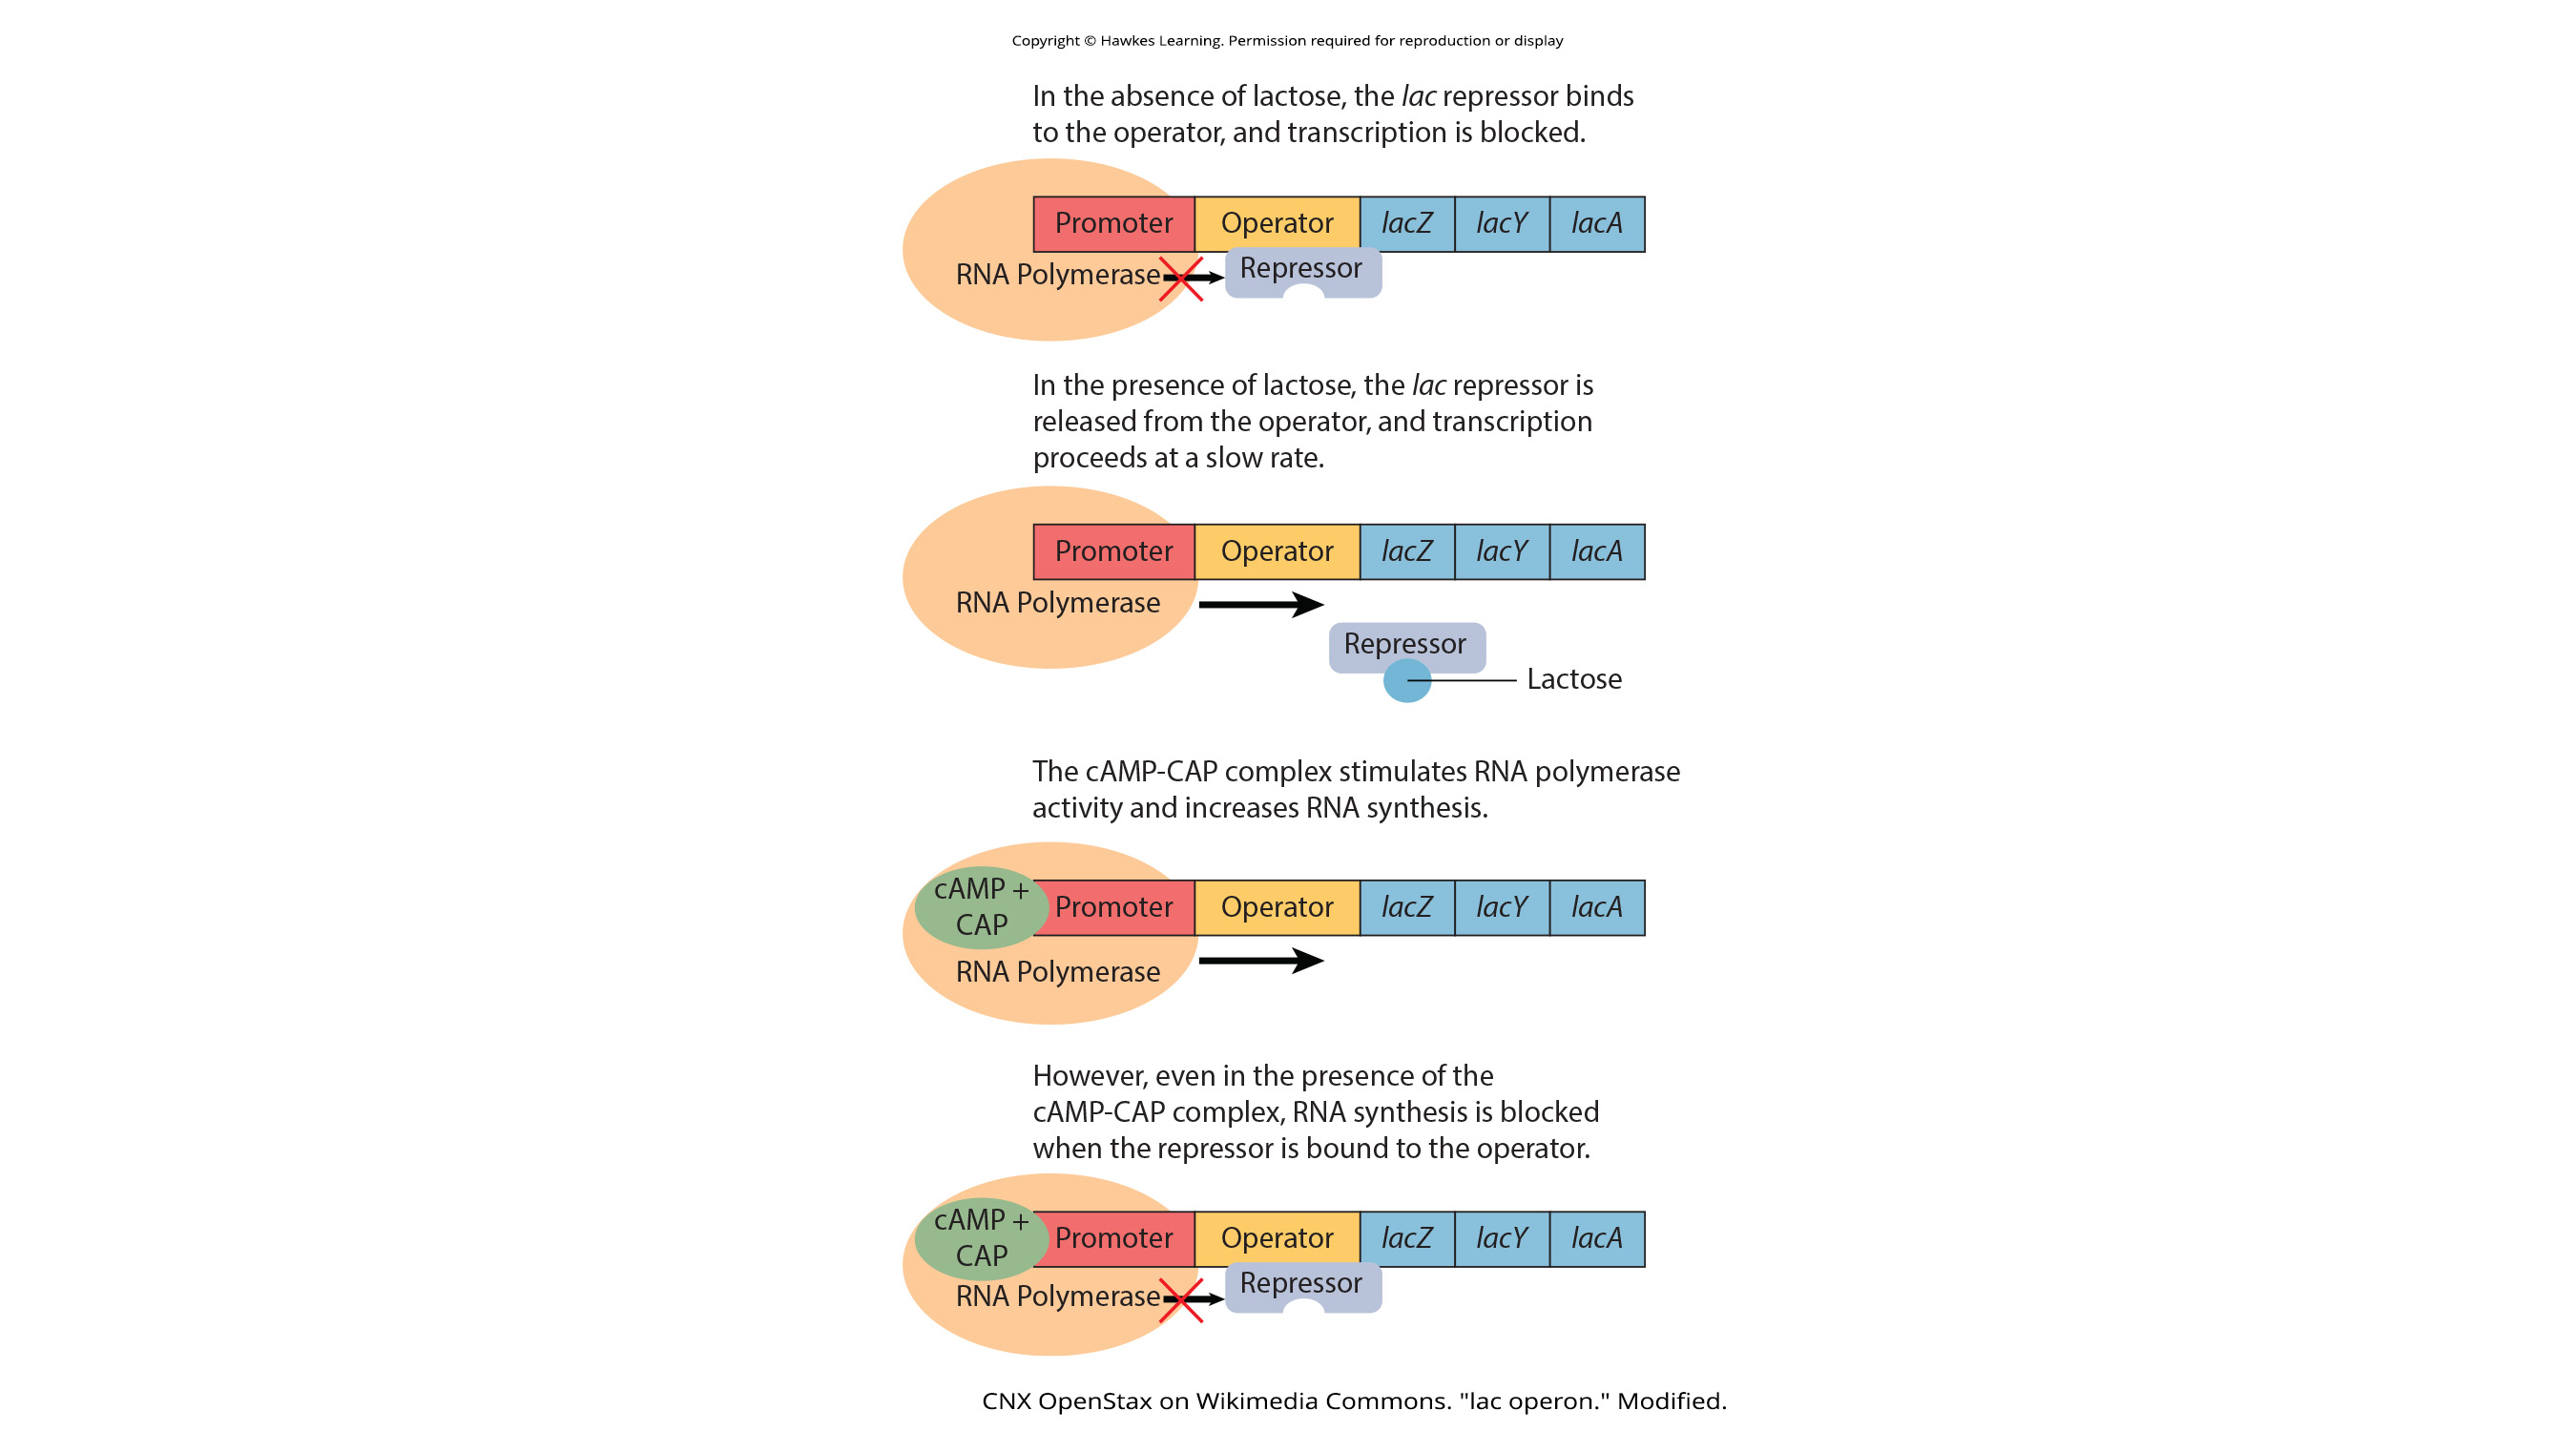 Copyright © Hawkes Learning. Permission required for reproduction or display
In the absence of lactose, the lac repressor binds
to the operator, and transcription is blocked.
Promoter Operator lacZ lacY lacA
RNA Polymerase Repressor
In the presence of lactose, the lac repressor is
released from the operator, and transcription
proceeds at a slow rate.
Promoter Operator lacZ lacY lacA
RNA Polymerase
Repressor
Lactose
The cAMP-CAP complex stimulates RNA polymerase
activity and increases RNA synthesis.
cAMP +
CAP
Promoter Operator lacZ lacY lacA
RNA Polymerase
However, even in the presence of the
cAMP-CAP complex, RNA synthesis is blocked
when the repressor is bound to the operator.
cAMP +
CAP
Promoter Operator lacZ lacY lacA
RNA Polymerase Repressor
CNX OpenStax on Wikimedia Commons. "lac operon." Modified.